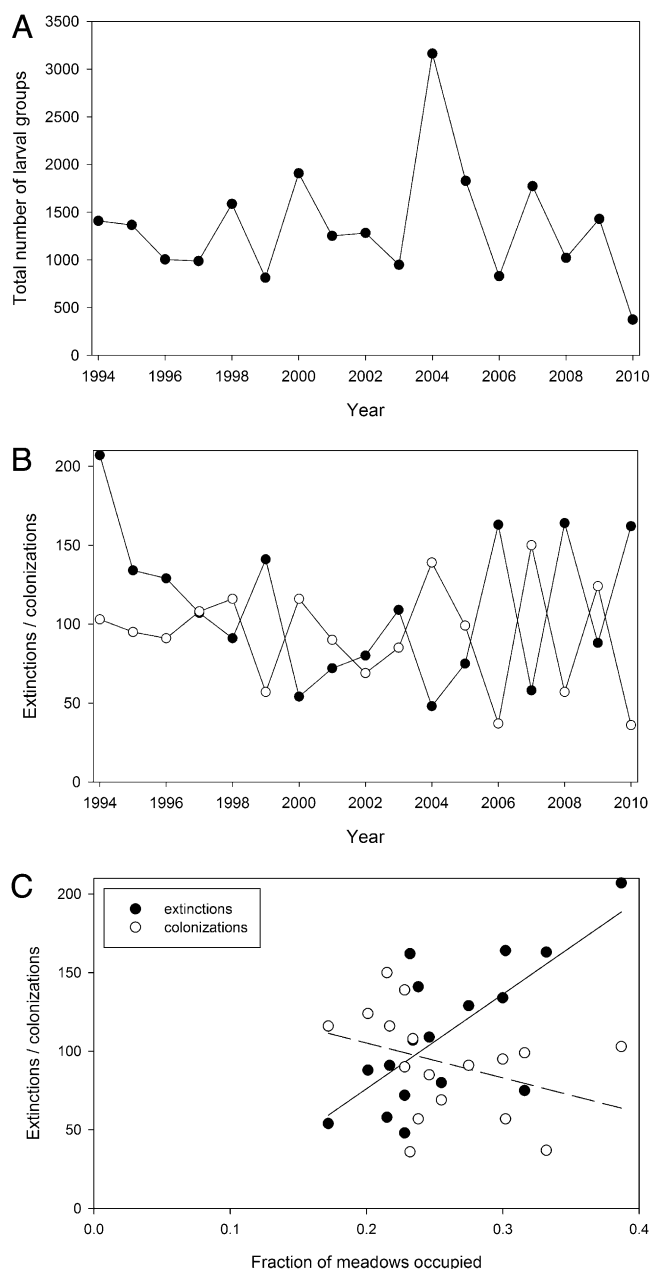 A
Total number of larval groups
3500
3000
2500
2000
1500
1000
500
0
1994 1996 1998 2000 2002 2004 2006 2008 2010
Year
B
Extinctions / colonizations
200
150
100
50
0
1994 1996 1998 2000 2002 2004 2006 2008 2010
Year
C
Extinctions / colonizations
200
150
100
50
0
extinctions
colonizations
0.0 0.1 0.2 0.3 0.4
Fraction of meadows occupied